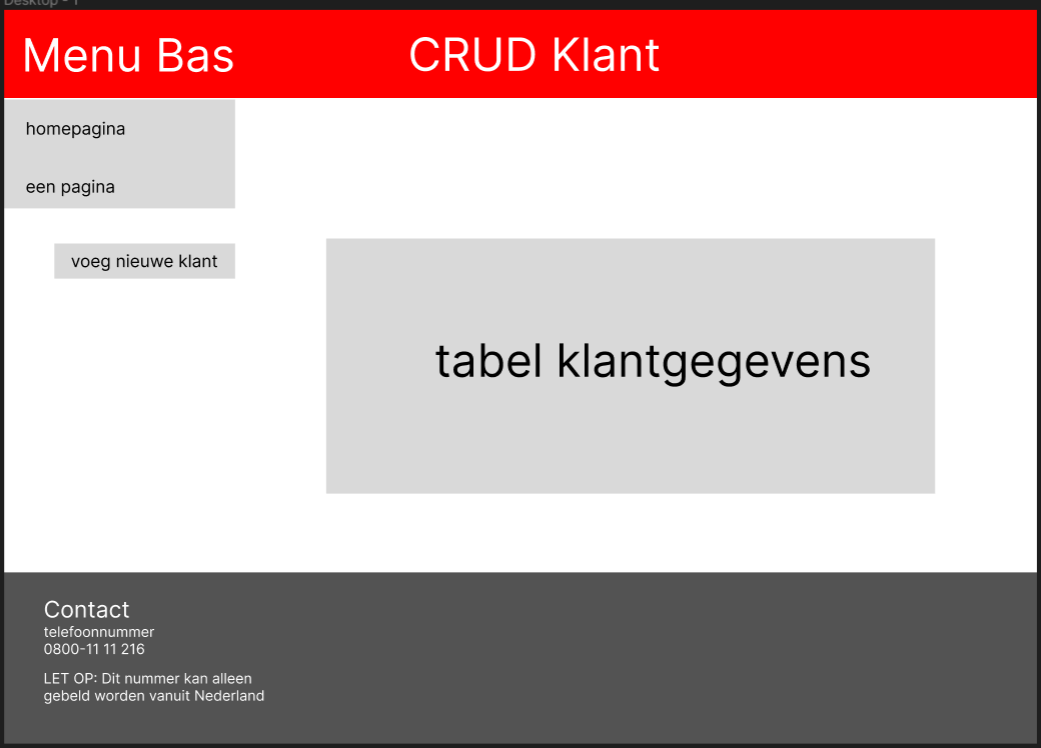 Desktop - 1
Menu Bas
CRUD Klant
homepagina
een pagina
voeg nieuwe klant
tabel klantgegevens
Contact
telefoonnummer
0800-11 11 216
LET OP: Dit nummer kan alleen
gebeld worden vanuit Nederland